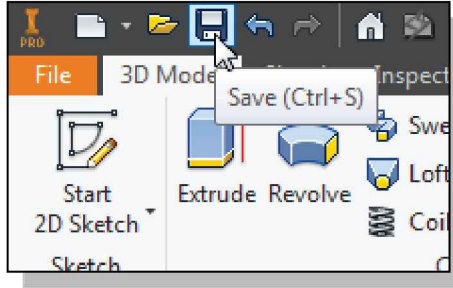 PRO
File 3D Mode Inspect
Save (Ctrl+S)
Start
2D Sketch
Extrude
Revolve
Swe
Loft
Coil
Sketch